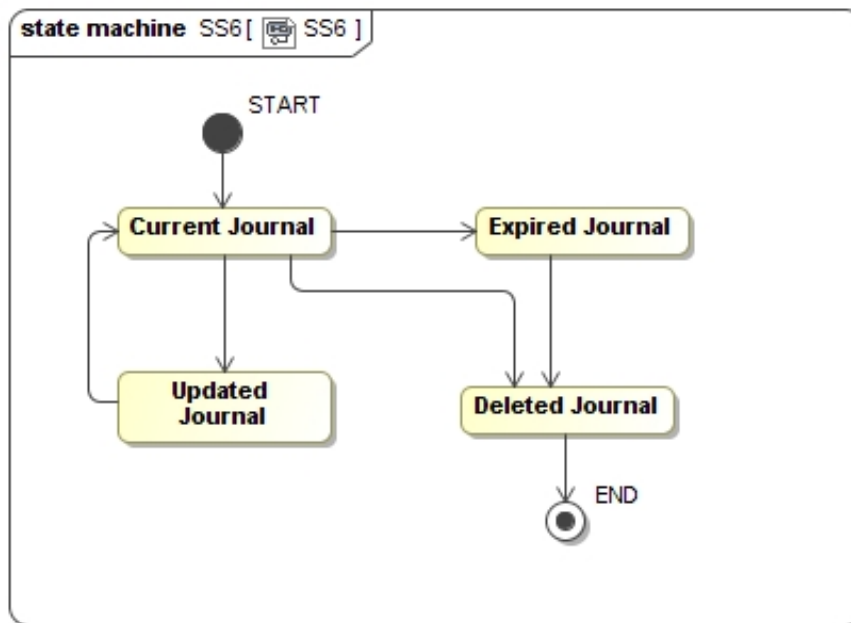 state machine SS6 [ SS6 ]
START
Current Journal
Expired Journal
Updated
Journal
Deleted Journal
END